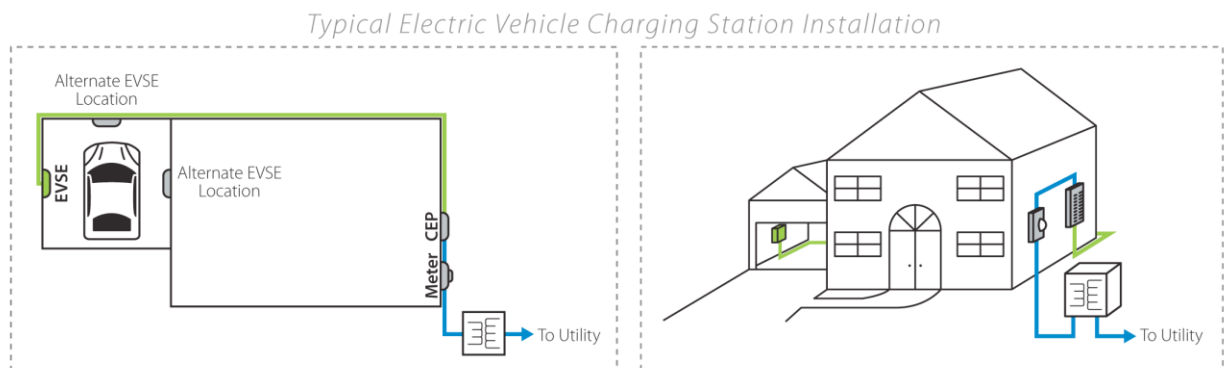 Typical Electric Vehicle Charging Station Installation
Alternate EVSE
Location
EVSE
Alternate EVSE
Location
Meter CEP
To Utility
To Utility